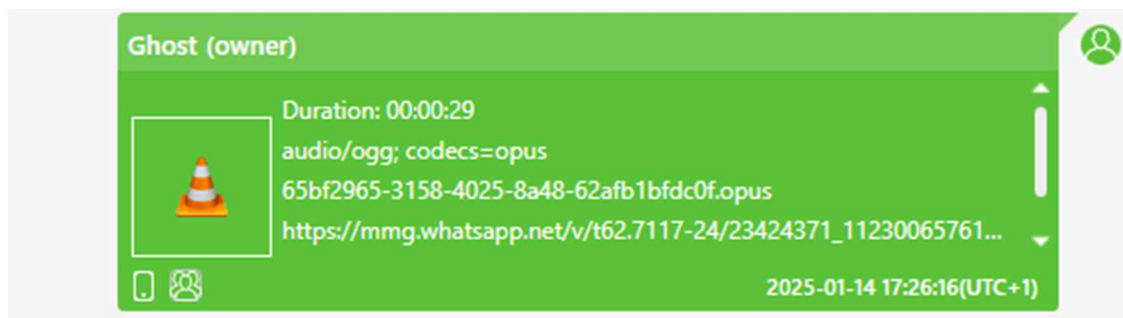 Ghost (owner)
Duration: 00:00:29
audio/ogg; codecs=opus
65bf2965-3158-4025-8a48-62afb1bfdc0f.opus
https://mmg.whatsapp.net/v/t62.7117-24/23424371_11230065761...
2025-01-14 17:26:16(UTC+1)